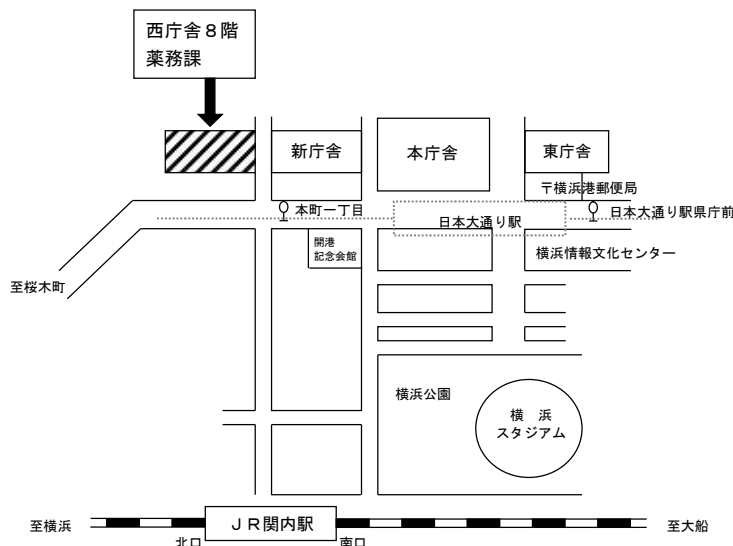 西庁舎８階
薬務課
新庁舎
本庁舎
東庁舎
〒横浜港郵便局
本町一丁目
日本大通り駅
日本大通り駅県庁前
開港
記念会館
横浜情報文化センター
至桜木町
横浜公園
横　浜
スタジアム
至横浜
ＪＲ関内駅
至大船
北口
南口